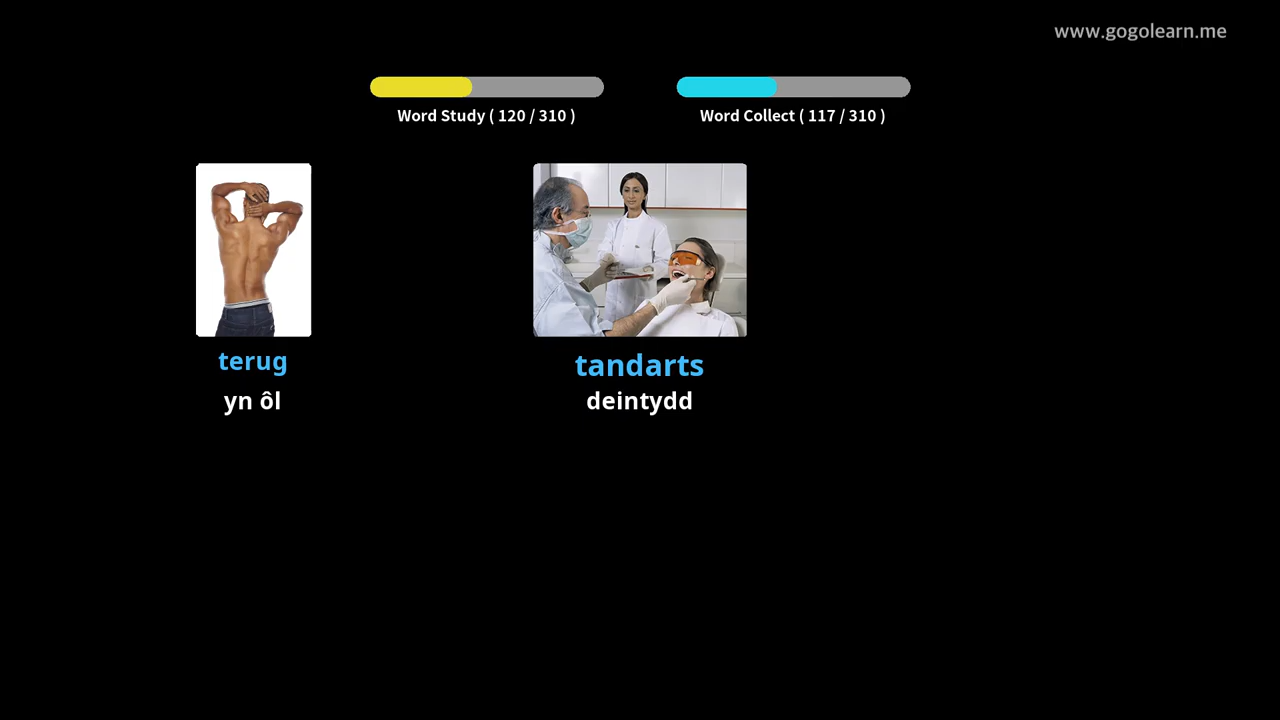 www.gogolearn.me
Word Study ( 120 / 310 )
Word Collect ( 117 / 310 )
terug
yn ôl
tandarts
deintydd